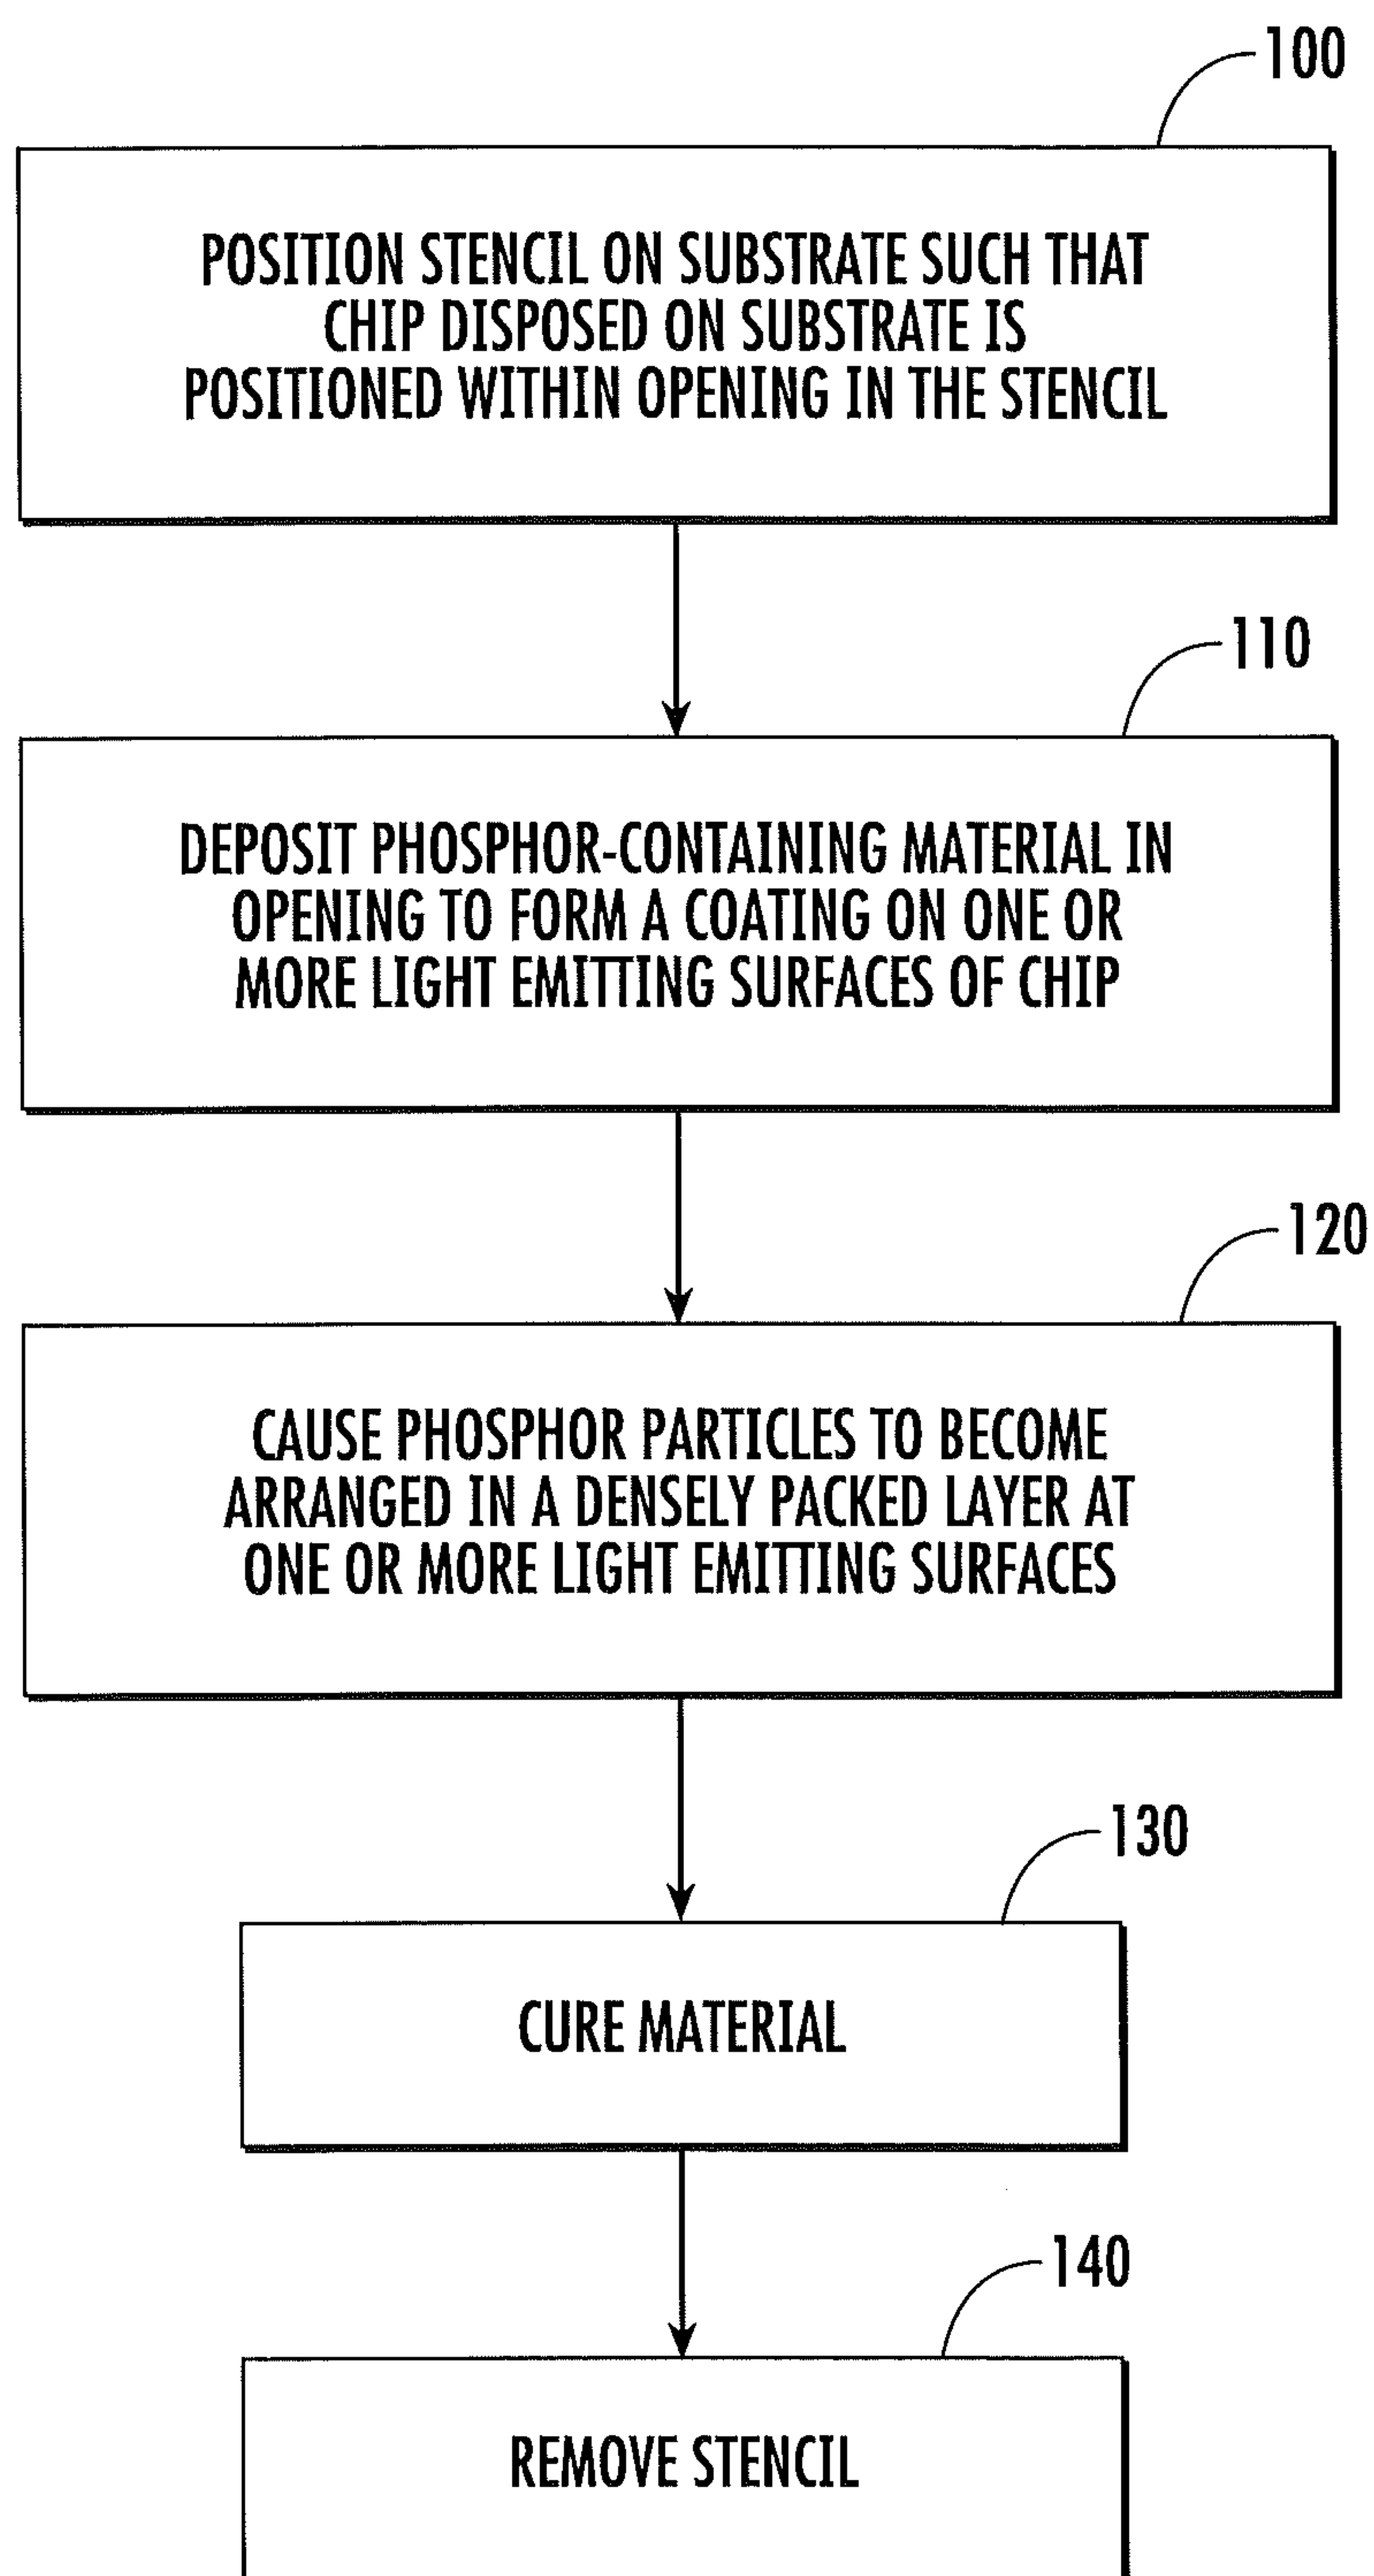 100
POSITION STENCIL ON SUBSTRATE SUCH THAT
CHIP DISPOSED ON SUBSTRATE IS
POSITIONED WITHIN OPENING IN THE STENCIL
110
DEPOSIT PHOSPHOR-CONTAINING MATERIAL IN
OPENING TO FORM A COATING ON ONE OR
MORE LIGHT EMITTING SURFACES OF CHIP
120
CAUSE PHOSPHOR PARTICLES TO BECOME
ARRANGED IN A DENSELY PACKED LAYER AT
ONE OR MORE LIGHT EMITTING SURFACES
130
CURE MATERIAL
140
REMOVE STENCIL